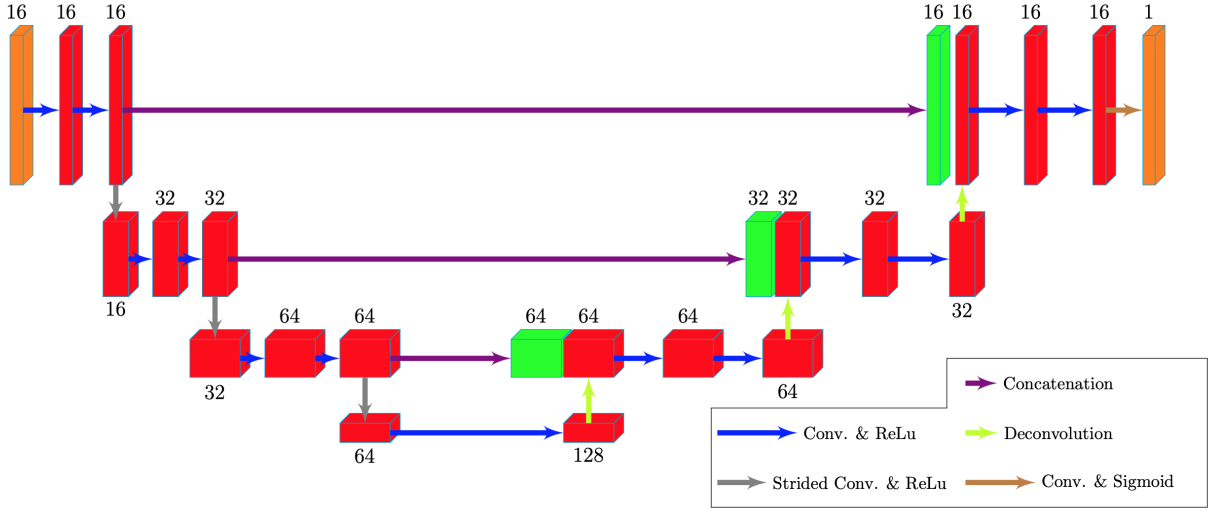 16 16 16 16 16 16 16 1
32 32 32 32 32
16 32
64 64 64 64 64
32 64
64 128
Concatenation
Conv. & ReLu Deconvolution
Strided Conv. & ReLu Conv. & Sigmoid